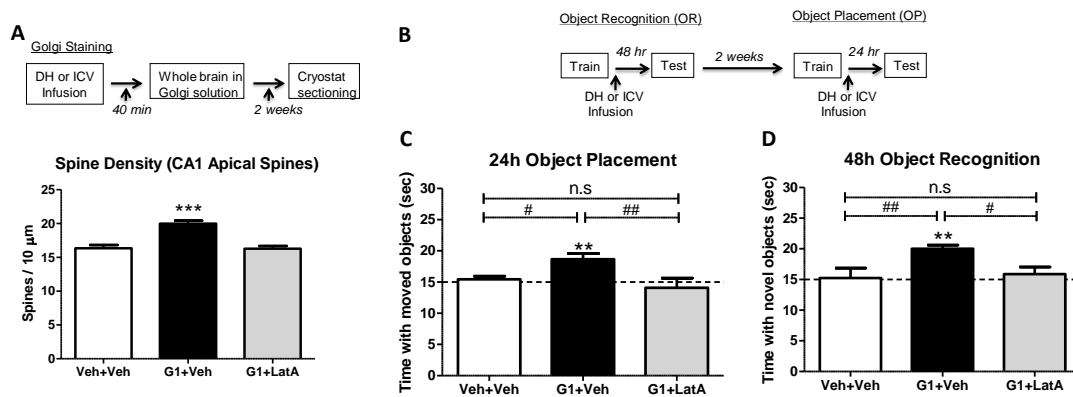 A
Golgi Staining
DH or ICV
Infusion
Whole brain in
Golgi solution
Cryostat
sectioning
40 min
2 weeks
Spine Density (CA1 Apical Spines)
Spines / 10 μm
25
20
15
10
5
0
***
Veh+Veh
G1+Veh
G1+LatA
B
Object Recognition (OR)
Object Placement (OP)
Train
48 hr
Test
2 weeks
Train
24 hr
Test
DH or ICV
Infusion
DH or ICV
Infusion
C
24h Object Placement
Time with moved objects (sec)
30
25
20
15
10
5
0
n.s
#
##
**
Veh+Veh
G1+Veh
G1+LatA
D
48h Object Recognition
Time with novel objects (sec)
30
25
20
15
10
5
0
n.s
##
#
**
Veh+Veh
G1+Veh
G1+LatA